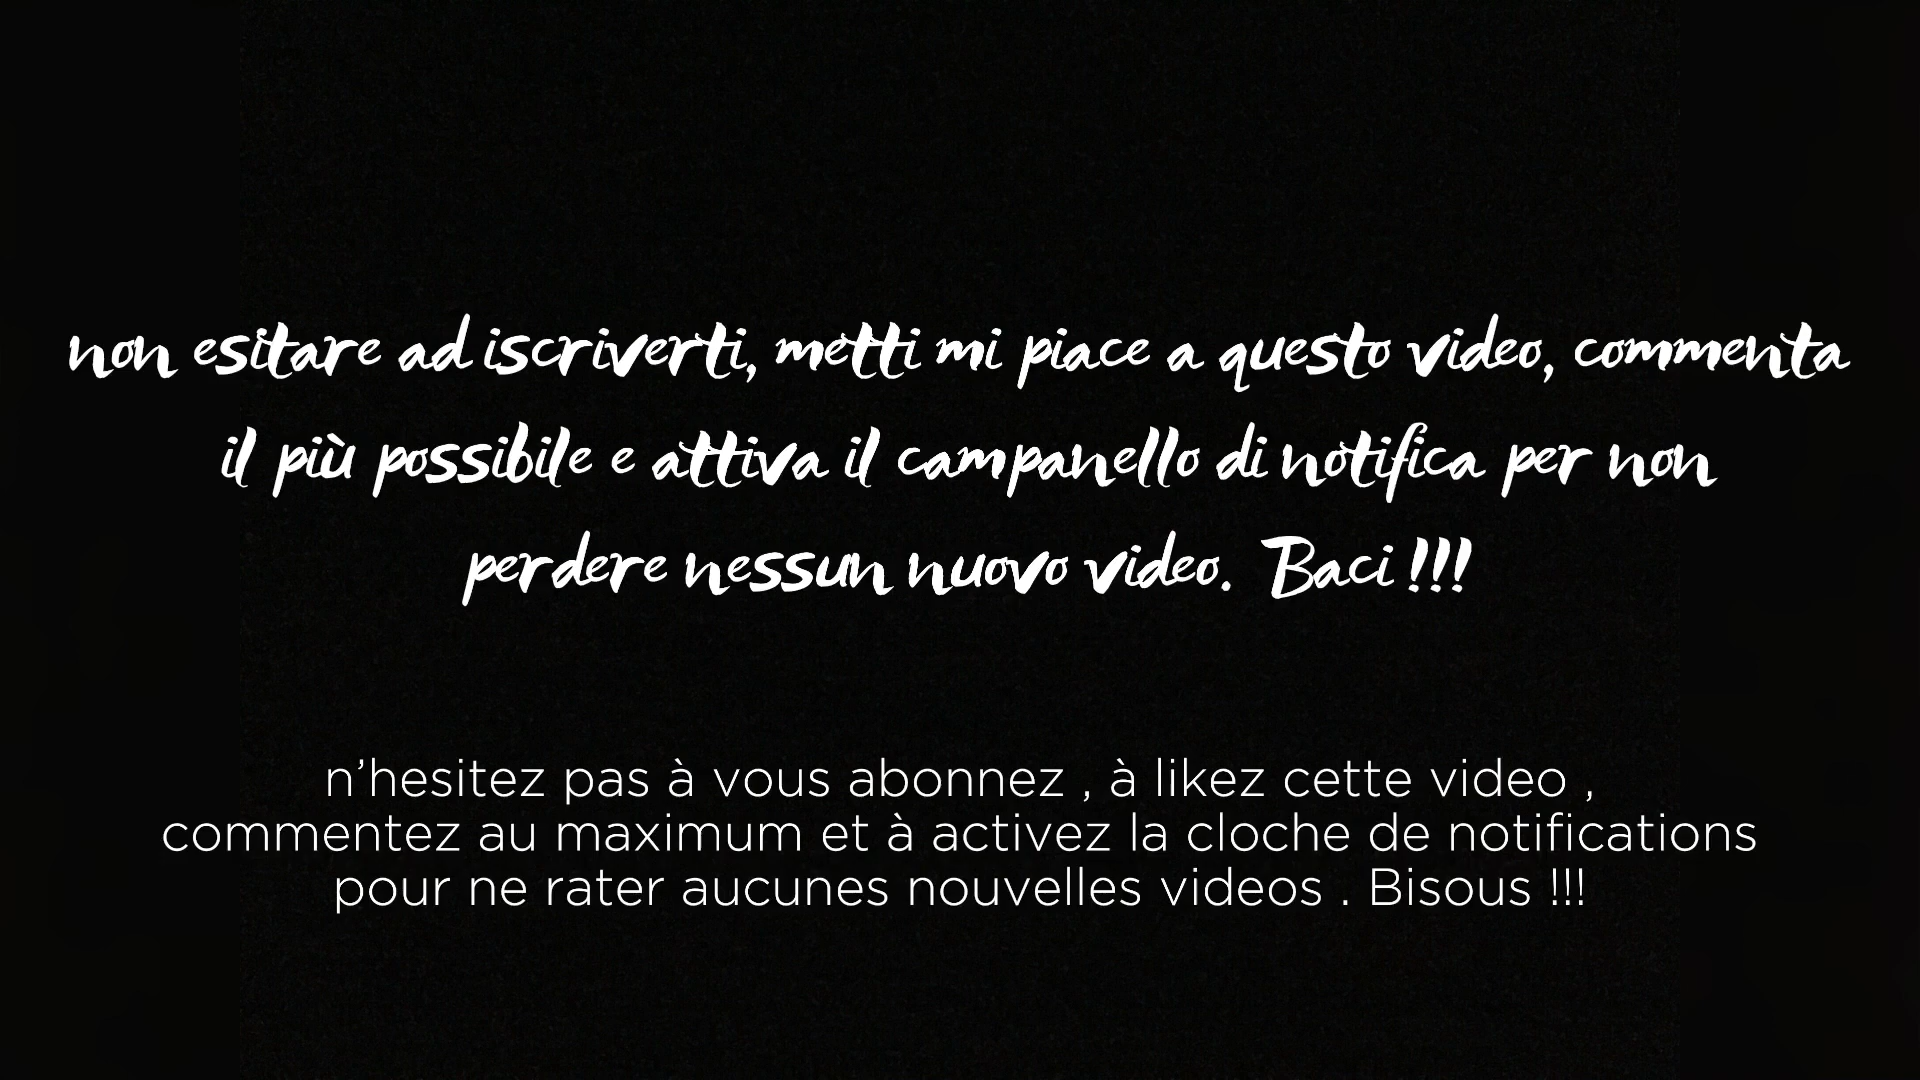 non esitare ad iscriverti, metti mi piace a questo video, commenta
il più possibile e attiva il campanello di notifica per non
perdere nessun nuovo video. Baci !!!
n’hesitez pas à vous abonnez , à likez cette video ,
commentez au maximum et à activez la cloche de notifications
pour ne rater aucunes nouvelles videos . Bisous !!!